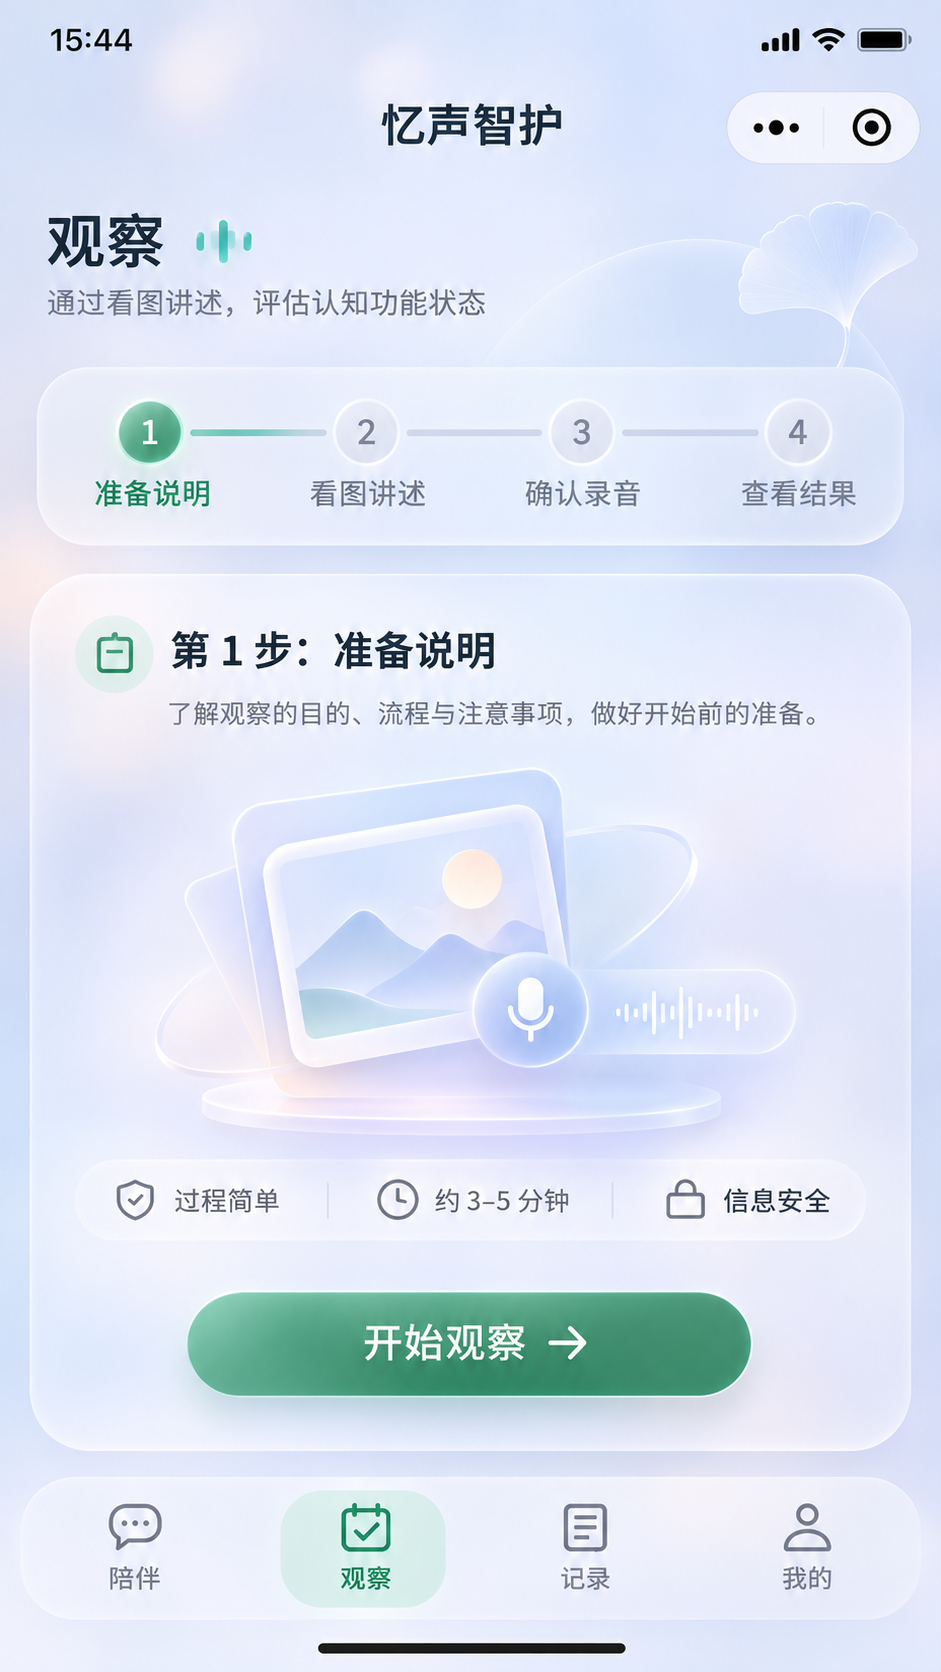 15:44
忆声智护
观察
通过看图讲述，评估认知功能状态
1 2 3 4
准备说明 看图讲述 确认录音 查看结果
第 1 步：准备说明
了解观察的目的、流程与注意事项，做好开始前的准备。
过程简单 约 3–5 分钟 信息安全
开始观察 →
陪伴 观察 记录 我的